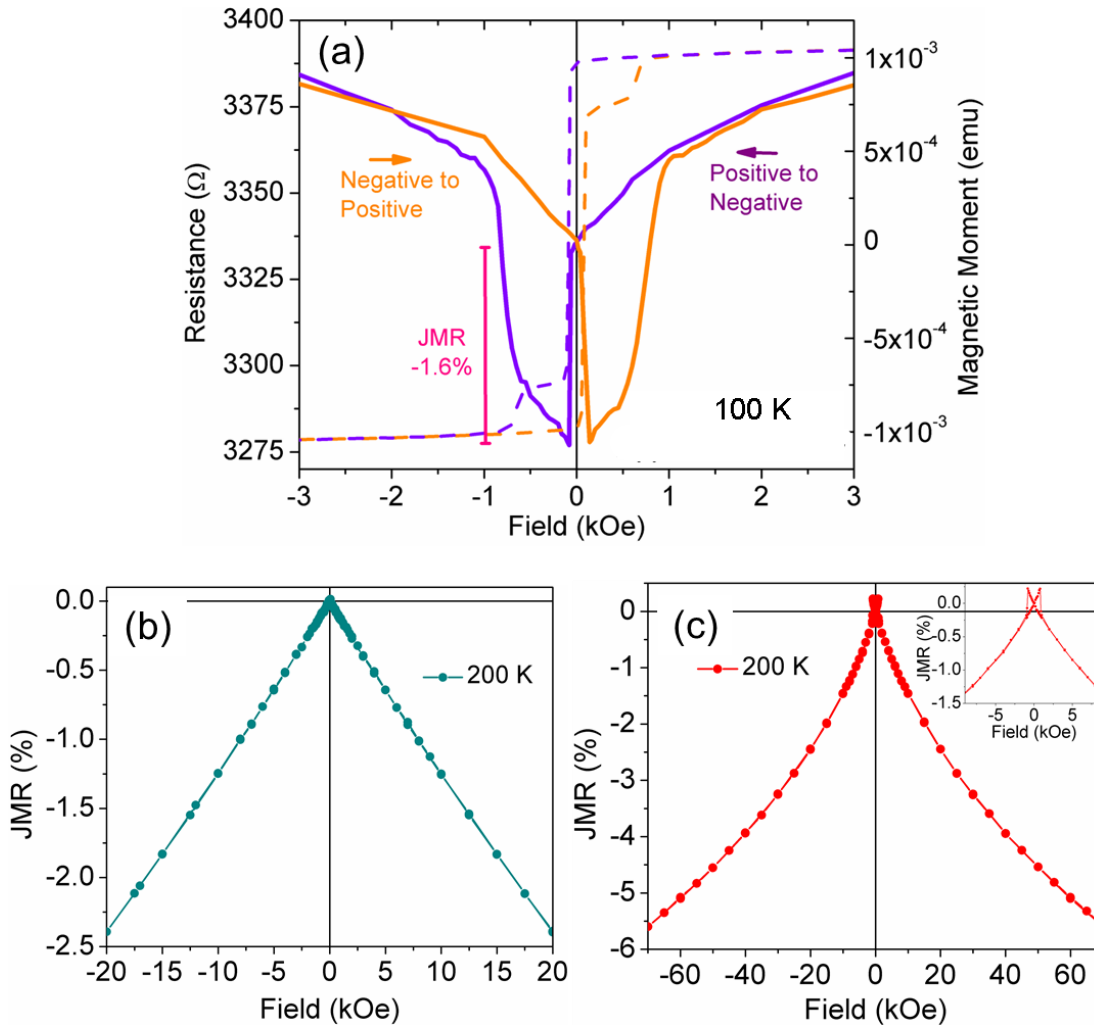 (a)
3400
3375
3350
3325
3300
3275
Resistance (Ω)
-3 -2 -1 0 1 2 3
Field (kOe)
1x10⁻³
5x10⁻⁴
0
-5x10⁻⁴
-1x10⁻³
Magnetic Moment (emu)
Negative to
Positive
Positive to
Negative
JMR
-1.6%
100 K
(b)
0.0
-0.5
-1.0
-1.5
-2.0
-2.5
JMR (%)
200 K
-20 -15 -10 -5 0 5 10 15 20
Field (kOe)
(c)
0
-1
-2
-3
-4
-5
-6
JMR (%)
200 K
-60 -40 -20 0 20 40 60
Field (kOe)
0.0
-0.5
-1.0
-1.5
JMR (%)
-5 0 5
Field (kOe)